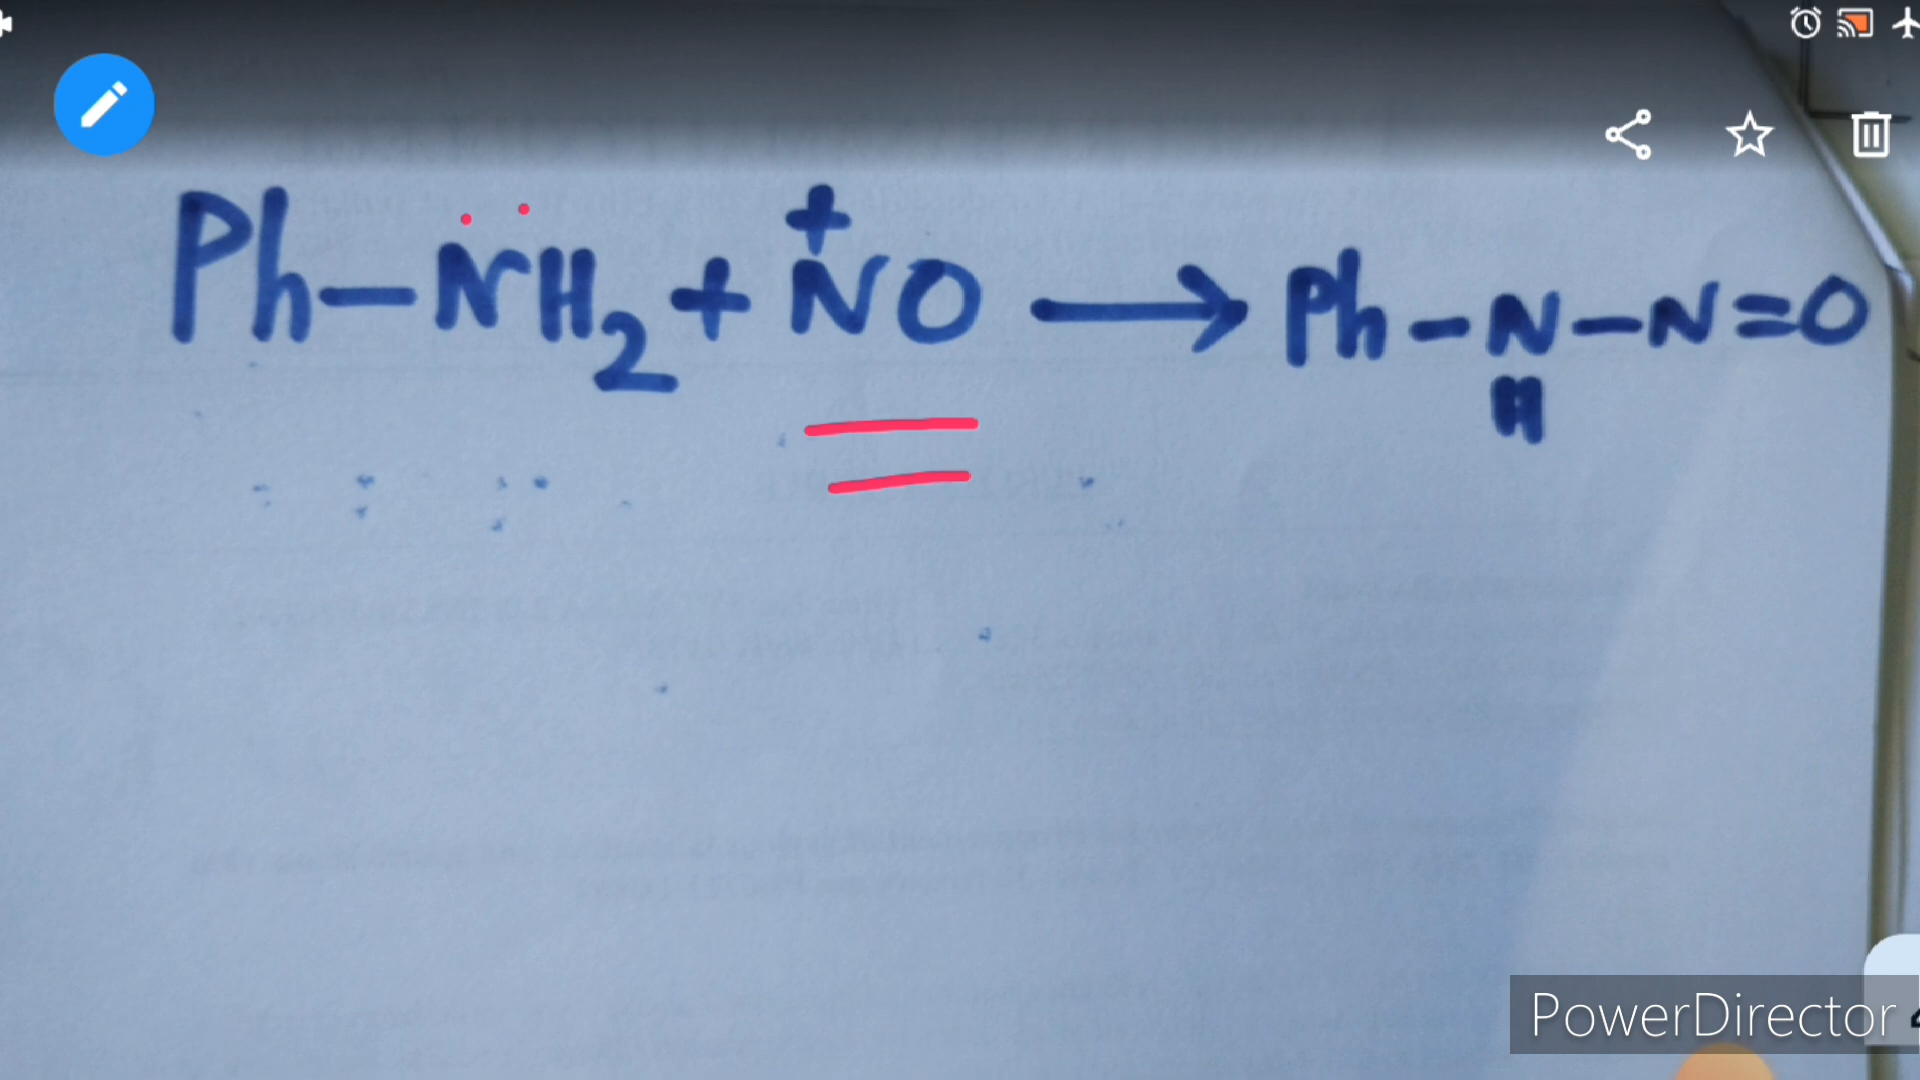 Ph-NH2 + N+O → Ph-N-N=O
H
PowerDirector